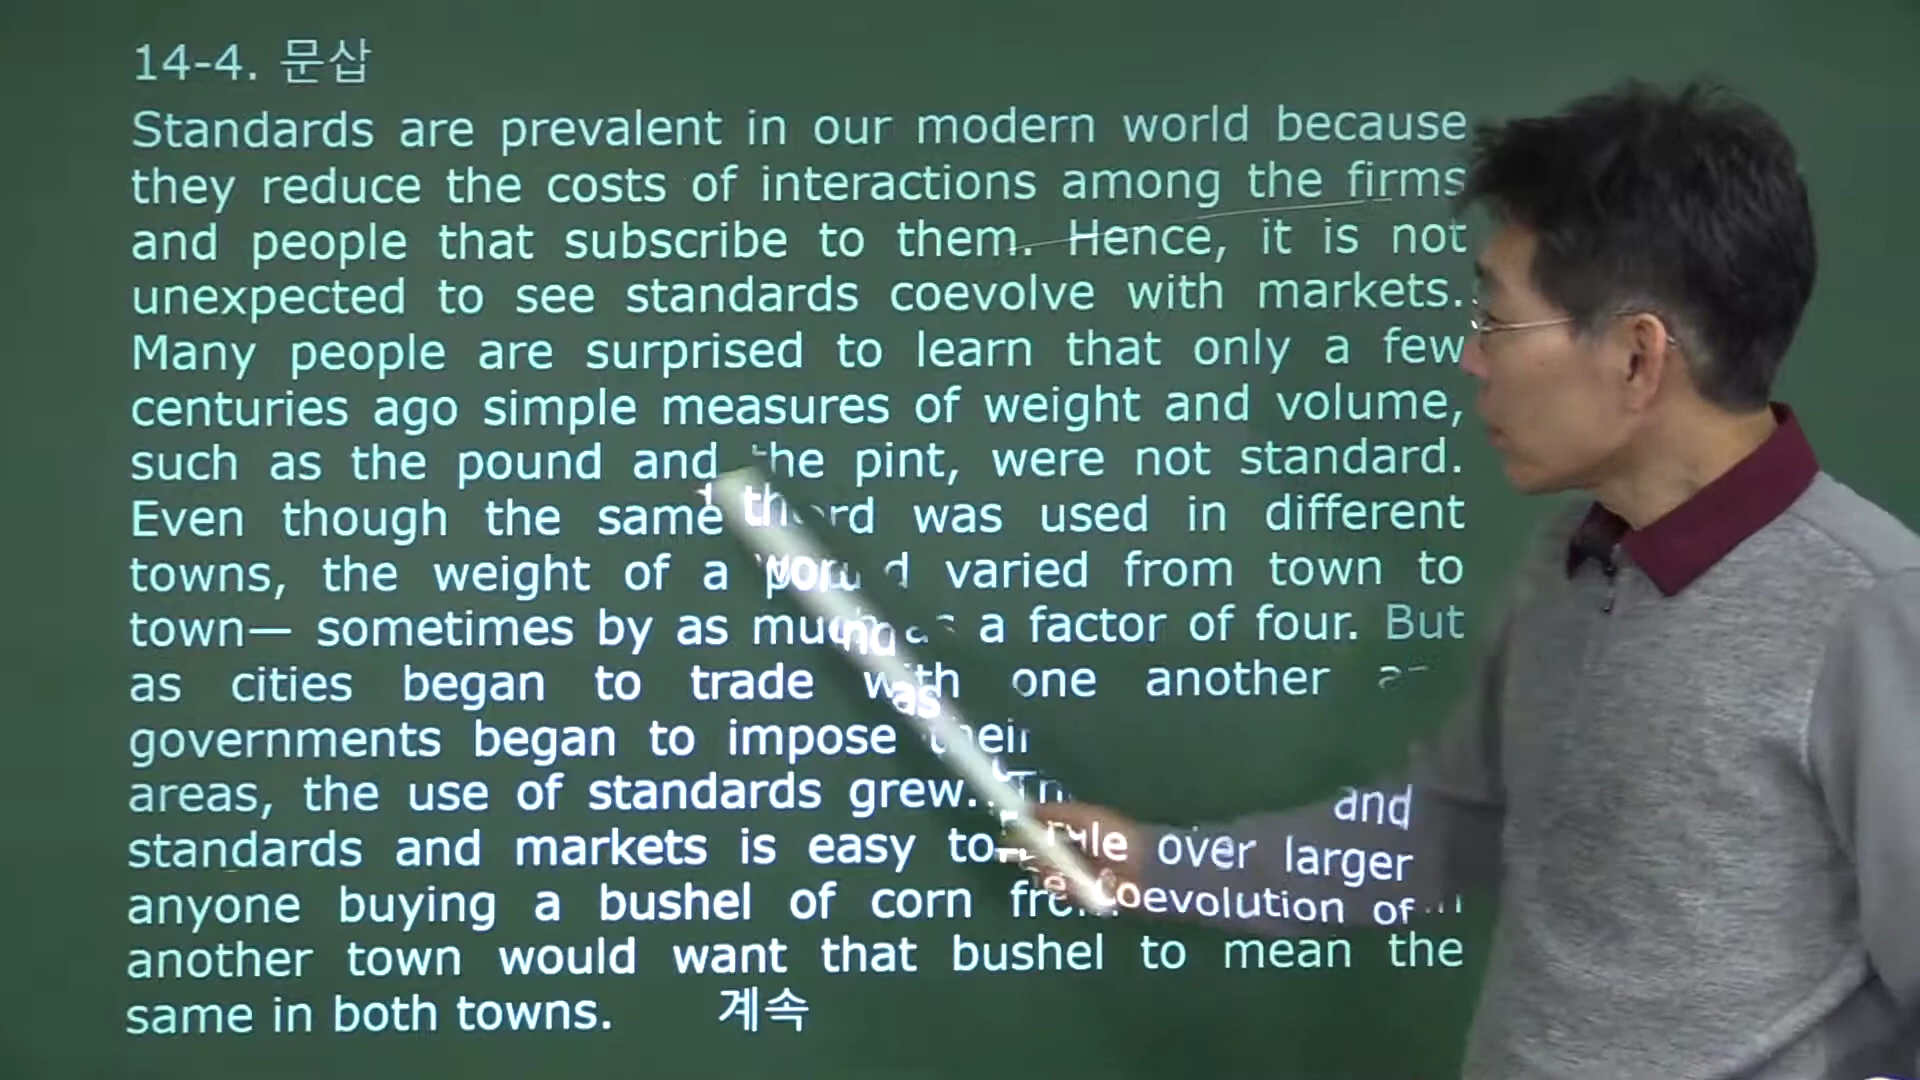 14-4. 문삽
Standards are prevalent in our modern world because
they reduce the costs of interactions among the firms
and people that subscribe to them. Hence, it is not
unexpected to see standards coevolve with markets.
Many people are surprised to learn that only a few
centuries ago simple measures of weight and volume,
such as the pound and the pint, were not standard.
Even though the same was used in different
towns, the weight of a varied from town to
town— sometimes by as much as a factor of four. But
as cities began to trade with one another and
governments began to impose their rule over larger
areas, the use of standards grew. The coevolution of
standards and markets is easy to
anyone buying a bushel of corn from
another town would want that bushel to mean the
same in both towns. 계속